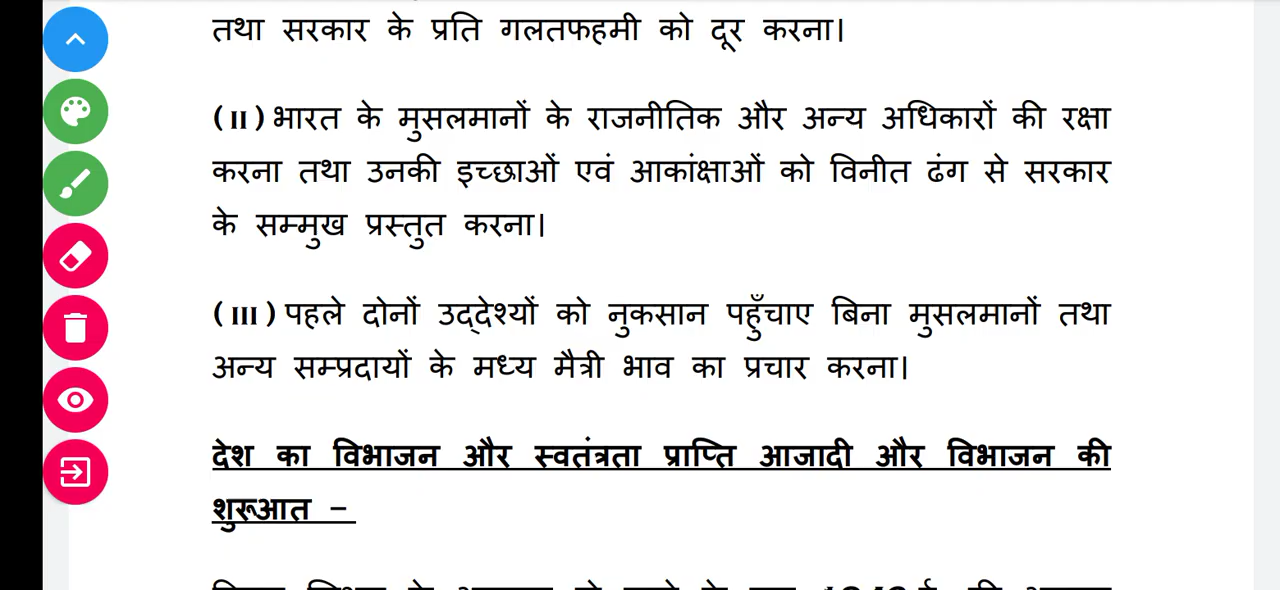 तथा सरकार के प्रति गलतफहमी को दूर करना।
(II) भारत के मुसलमानों के राजनीतिक और अन्य अधिकारों की रक्षा
करना तथा उनकी इच्छाओं एवं आकांक्षाओं को विनीत ढंग से सरकार
के सम्मुख प्रस्तुत करना।
(III) पहले दोनों उद्देश्यों को नुकसान पहुँचाए बिना मुसलमानों तथा
अन्य सम्प्रदायों के मध्य मैत्री भाव का प्रचार करना।
देश का विभाजन और स्वतंत्रता प्राप्ति आजादी और विभाजन की
शुरूआत –